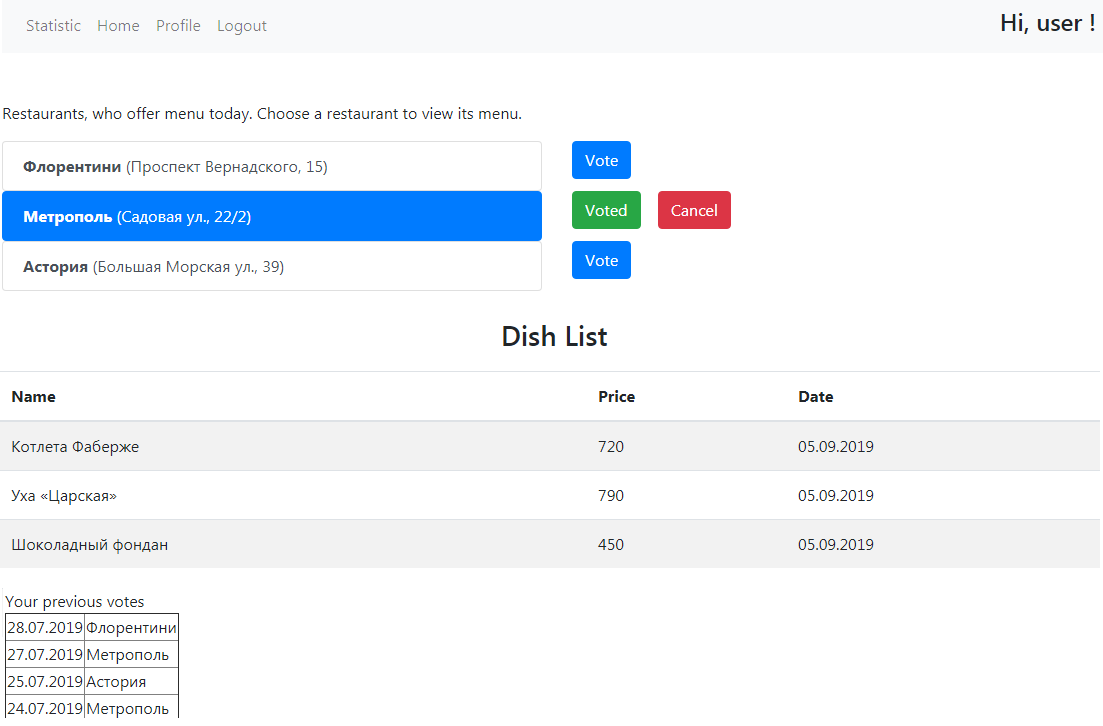 Statistic Home Profile Logout Hi, user !
Restaurants, who offer menu today. Choose a restaurant to view its menu.
Флорентини (Проспект Вернадского, 15) Vote
Метрополь (Садовая ул., 22/2) Voted Cancel
Астория (Большая Морская ул., 39) Vote
Dish List
Name Price Date
Котлета Фаберже 720 05.09.2019
Уха «Царская» 790 05.09.2019
Шоколадный фондан 450 05.09.2019
Your previous votes
28.07.2019 Флорентини
27.07.2019 Метрополь
25.07.2019 Астория
24.07.2019 Метрополь